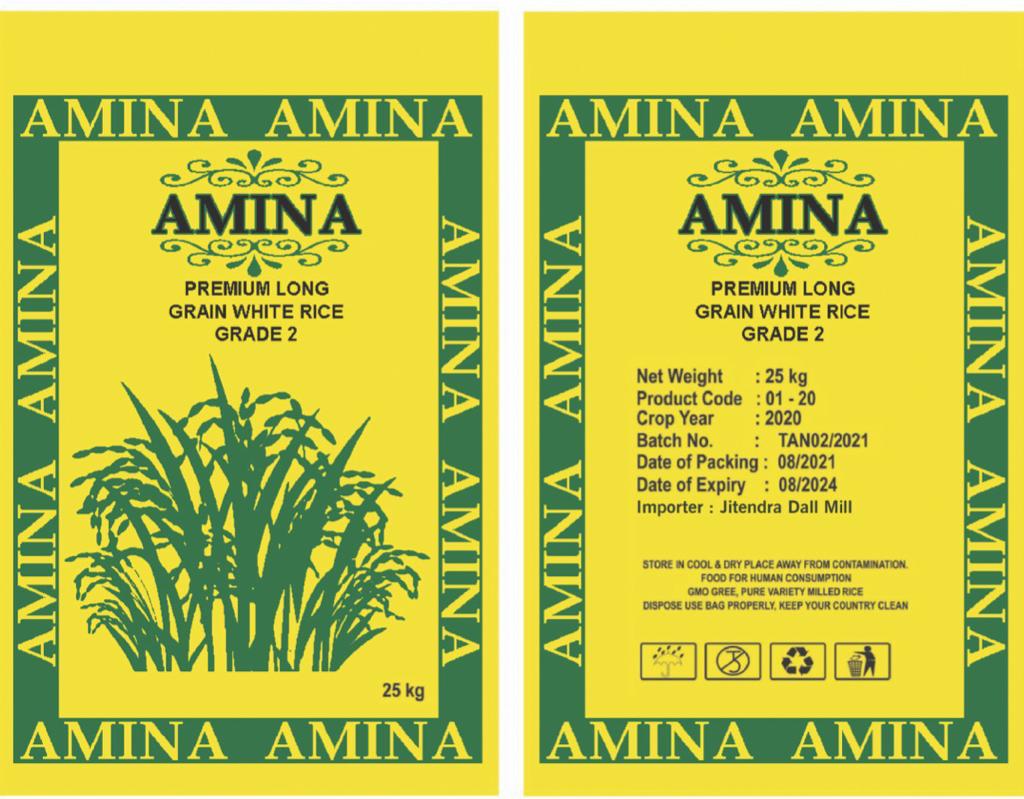 AMINA AMINA
AMINA
PREMIUM LONG
GRAIN WHITE RICE
GRADE 2
AMINA
AMINA
AMINA
AMINA
25 kg
AMINA AMINA
AMINA AMINA
AMINA
PREMIUM LONG
GRAIN WHITE RICE
GRADE 2
Net Weight : 25 kg
Product Code : 01 - 20
Crop Year : 2020
Batch No. : TAN02/2021
Date of Packing : 08/2021
Date of Expiry : 08/2024
Importer : Jitendra Dall Mill
STORE IN COOL & DRY PLACE AWAY FROM CONTAMINATION.
FOOD FOR HUMAN CONSUMPTION
GMO GREE, PURE VARIETY MILLED RICE
DISPOSE USE BAG PROPERLY, KEEP YOUR COUNTRY CLEAN
AMINA
AMINA
AMINA
AMINA
AMINA AMINA